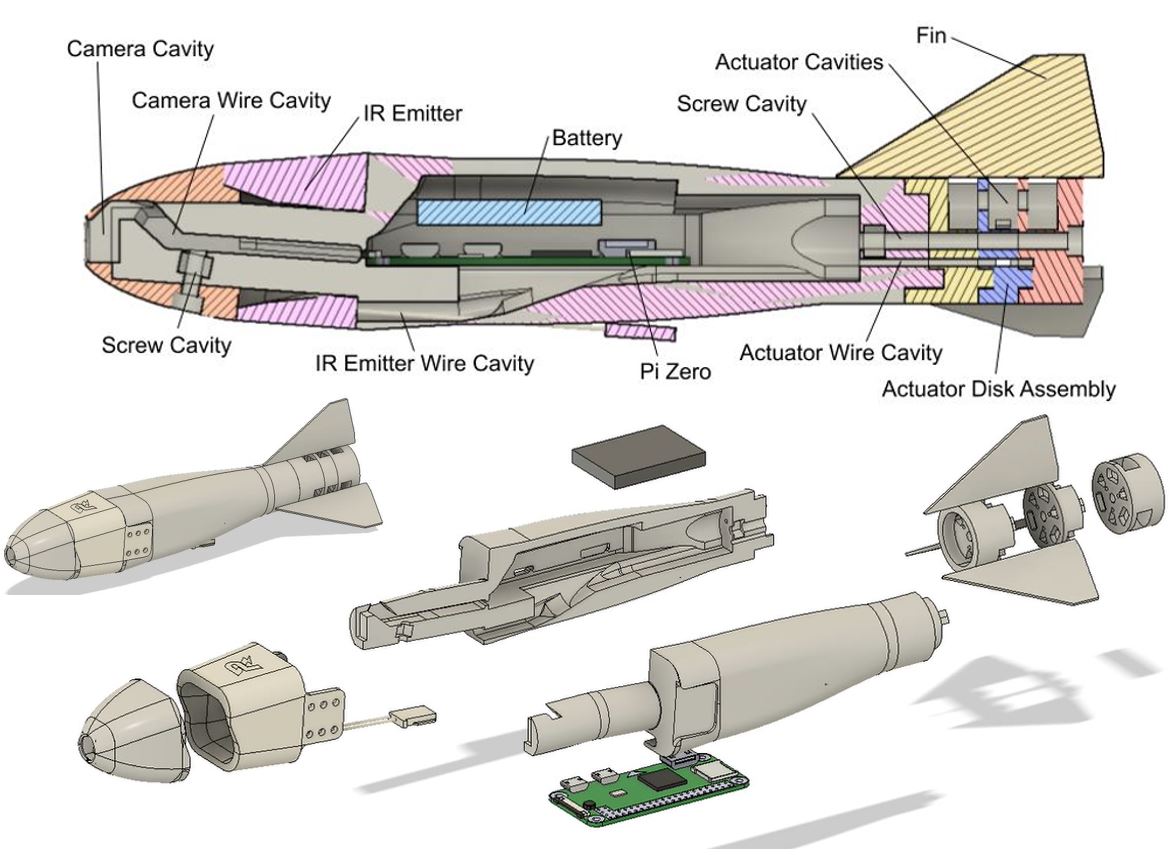 Camera Cavity
Camera Wire Cavity
IR Emitter
Battery
Screw Cavity
Actuator Cavities
Fin
Screw Cavity
IR Emitter Wire Cavity
Pi Zero
Actuator Wire Cavity
Actuator Disk Assembly